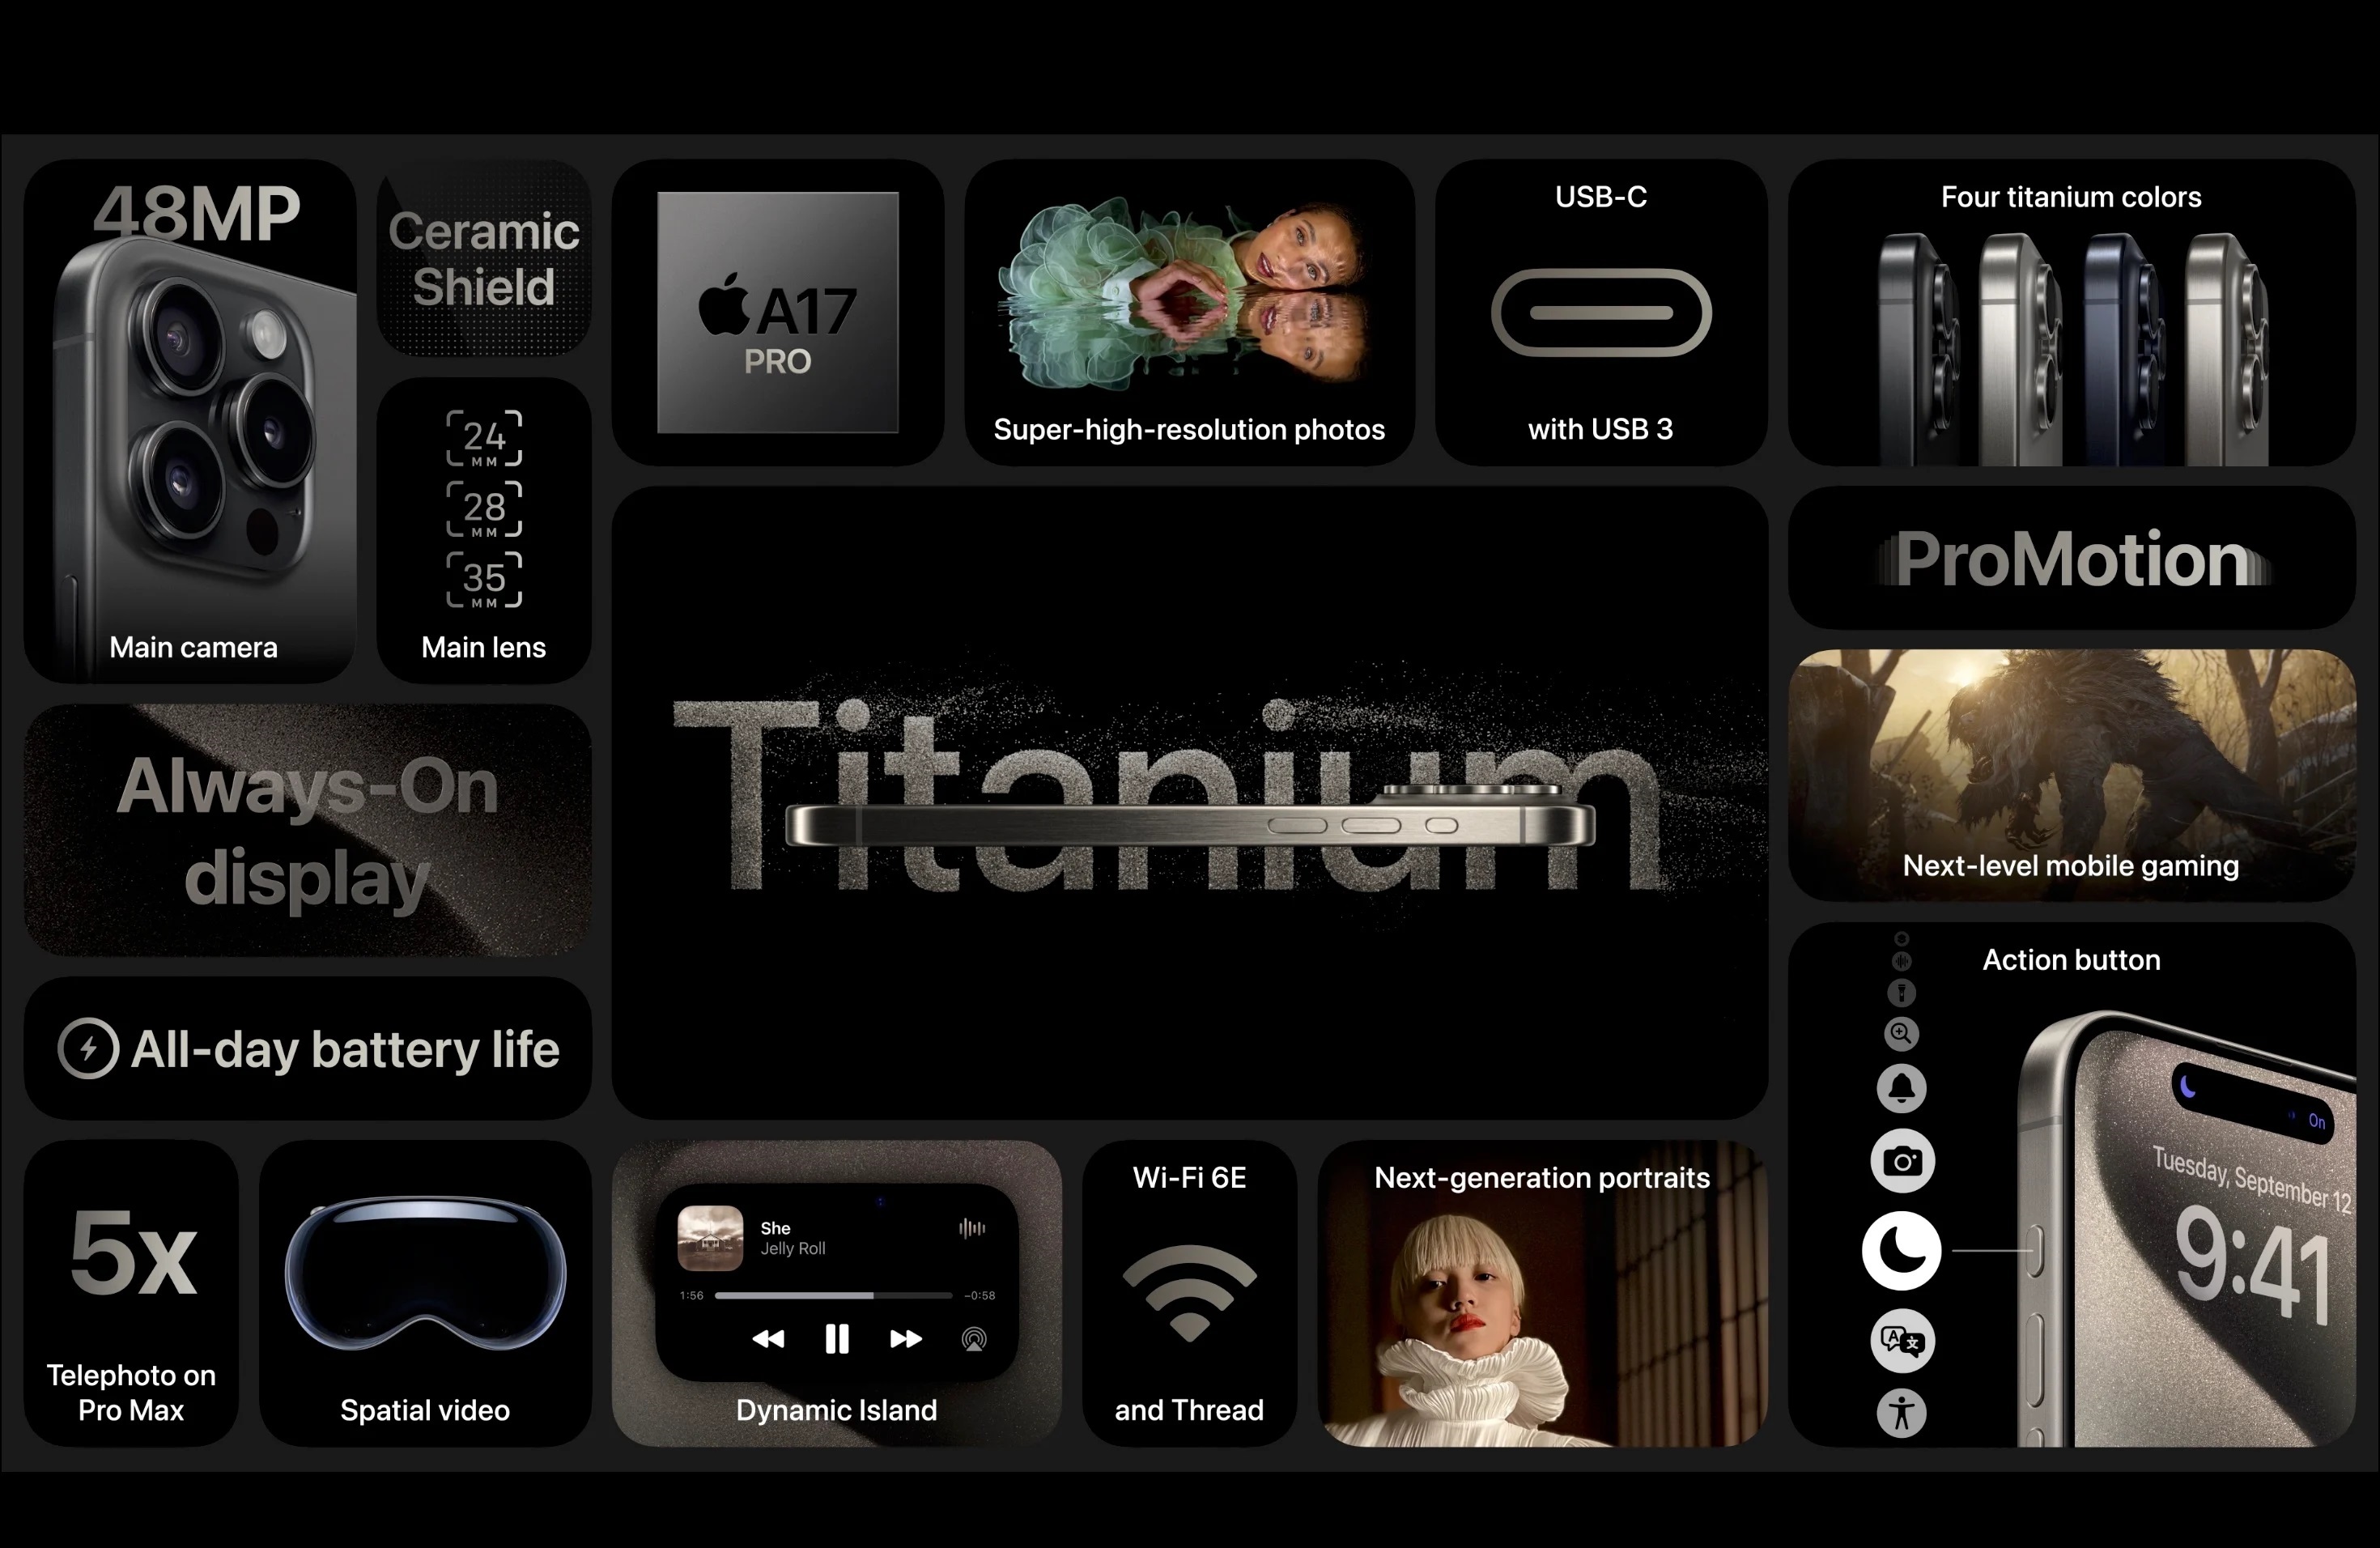 48MP
Main camera
Ceramic
Shield
24
MM
28
MM
35
MM
Main lens
A17
PRO
Super-high-resolution photos
USB-C
with USB 3
Four titanium colors
Titanium
ProMotion
Next-level mobile gaming
Always-On
display
All-day battery life
Action button
On
Tuesday, September 12
9:41
A 文
5x
Telephoto on
Pro Max
Spatial video
She
Jelly Roll
1:56
−0:58
Dynamic Island
Wi-Fi 6E
and Thread
Next-generation portraits